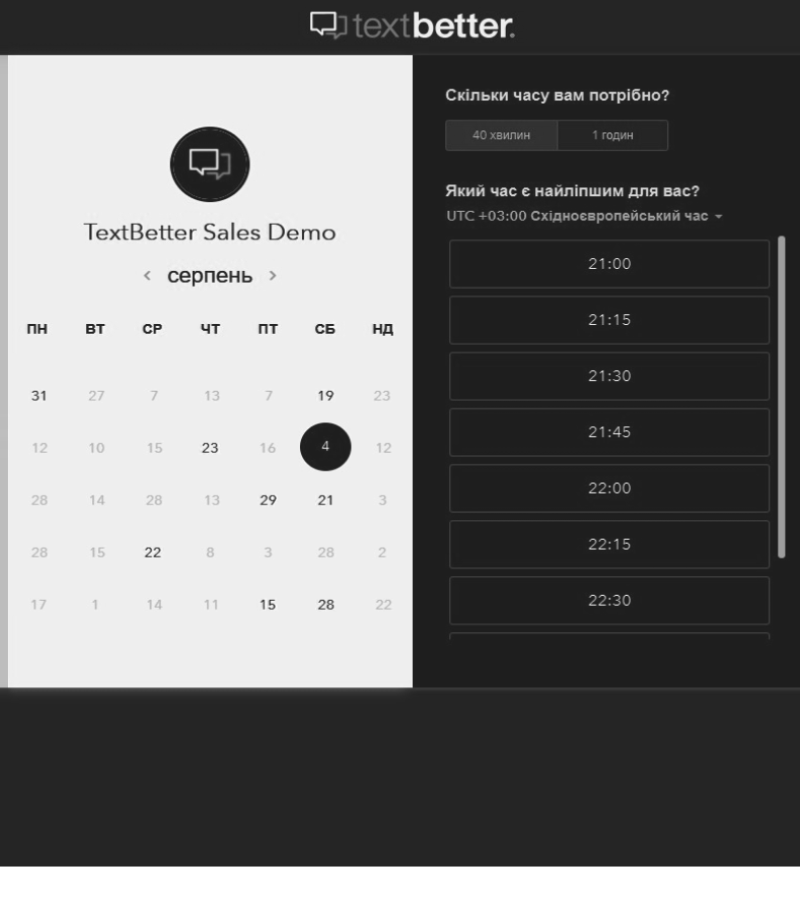 textbetter.
TextBetter Sales Demo
серпень
ПН ВТ СР ЧТ ПТ СБ НД
31 27 7 13 7 19 23
12 10 15 23 16 4 12
28 14 28 13 29 21 3
28 15 22 8 3 28 2
17 1 14 11 15 28 22
Скільки часу вам потрібно?
40 хвилин 1 годин
Який час є найліпшим для вас?
UTC +03:00 Східноєвропейський час
21:00
21:15
21:30
21:45
22:00
22:15
22:30